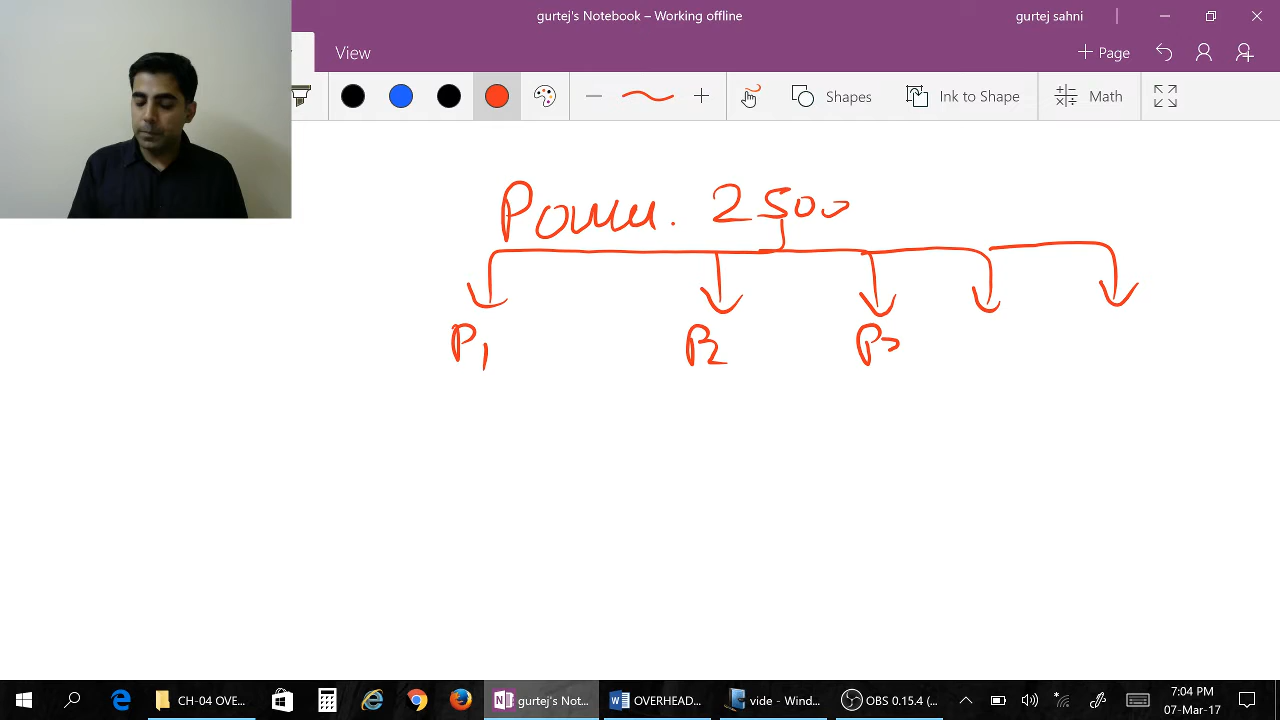 gurtej's Notebook – Working offline
gurtej sahni
View
Page
Shapes
Ink to Shape
Math
Power. 2500
P1 P2 P3
CH-04 OVE...
gurtej's Not...
OVERHEAD...
vide - Wind...
OBS 0.15.4 (...
7:04 PM
07-Mar-17